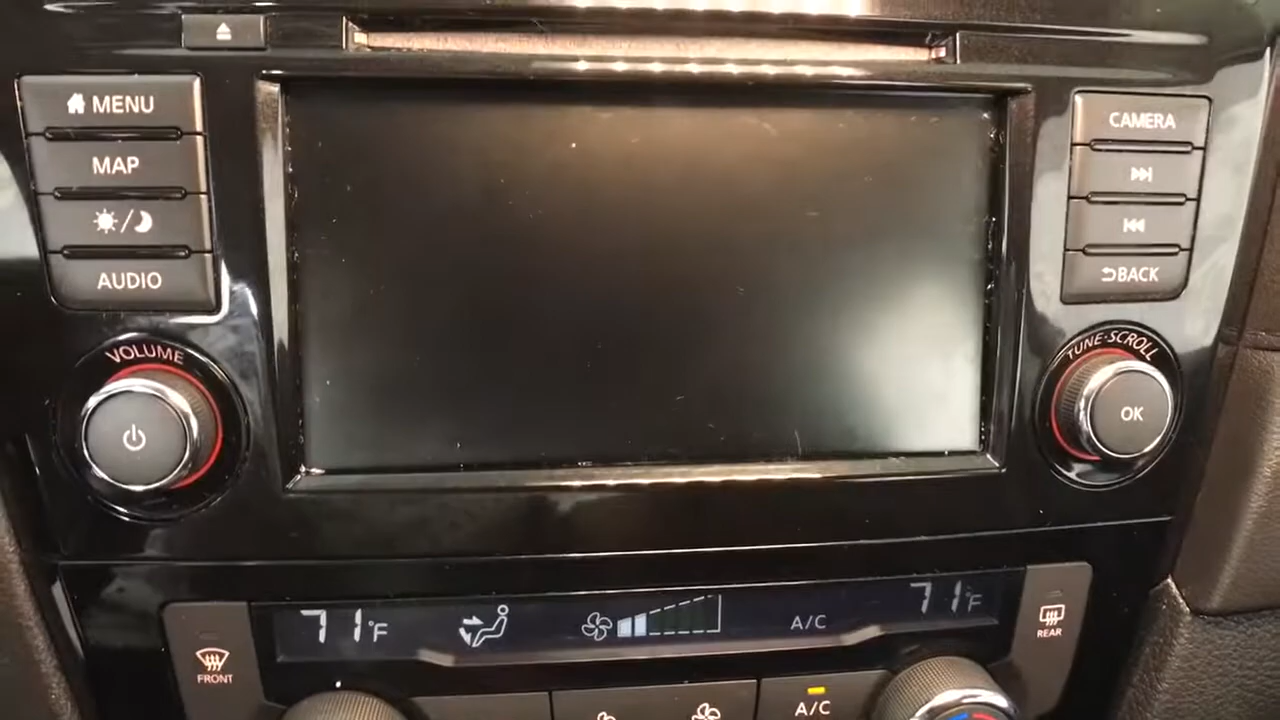 MENU
MAP
AUDIO
VOLUME
CAMERA
BACK
TUNE·SCROLL
OK
71°F
A/C
71°F
FRONT
REAR
A/C